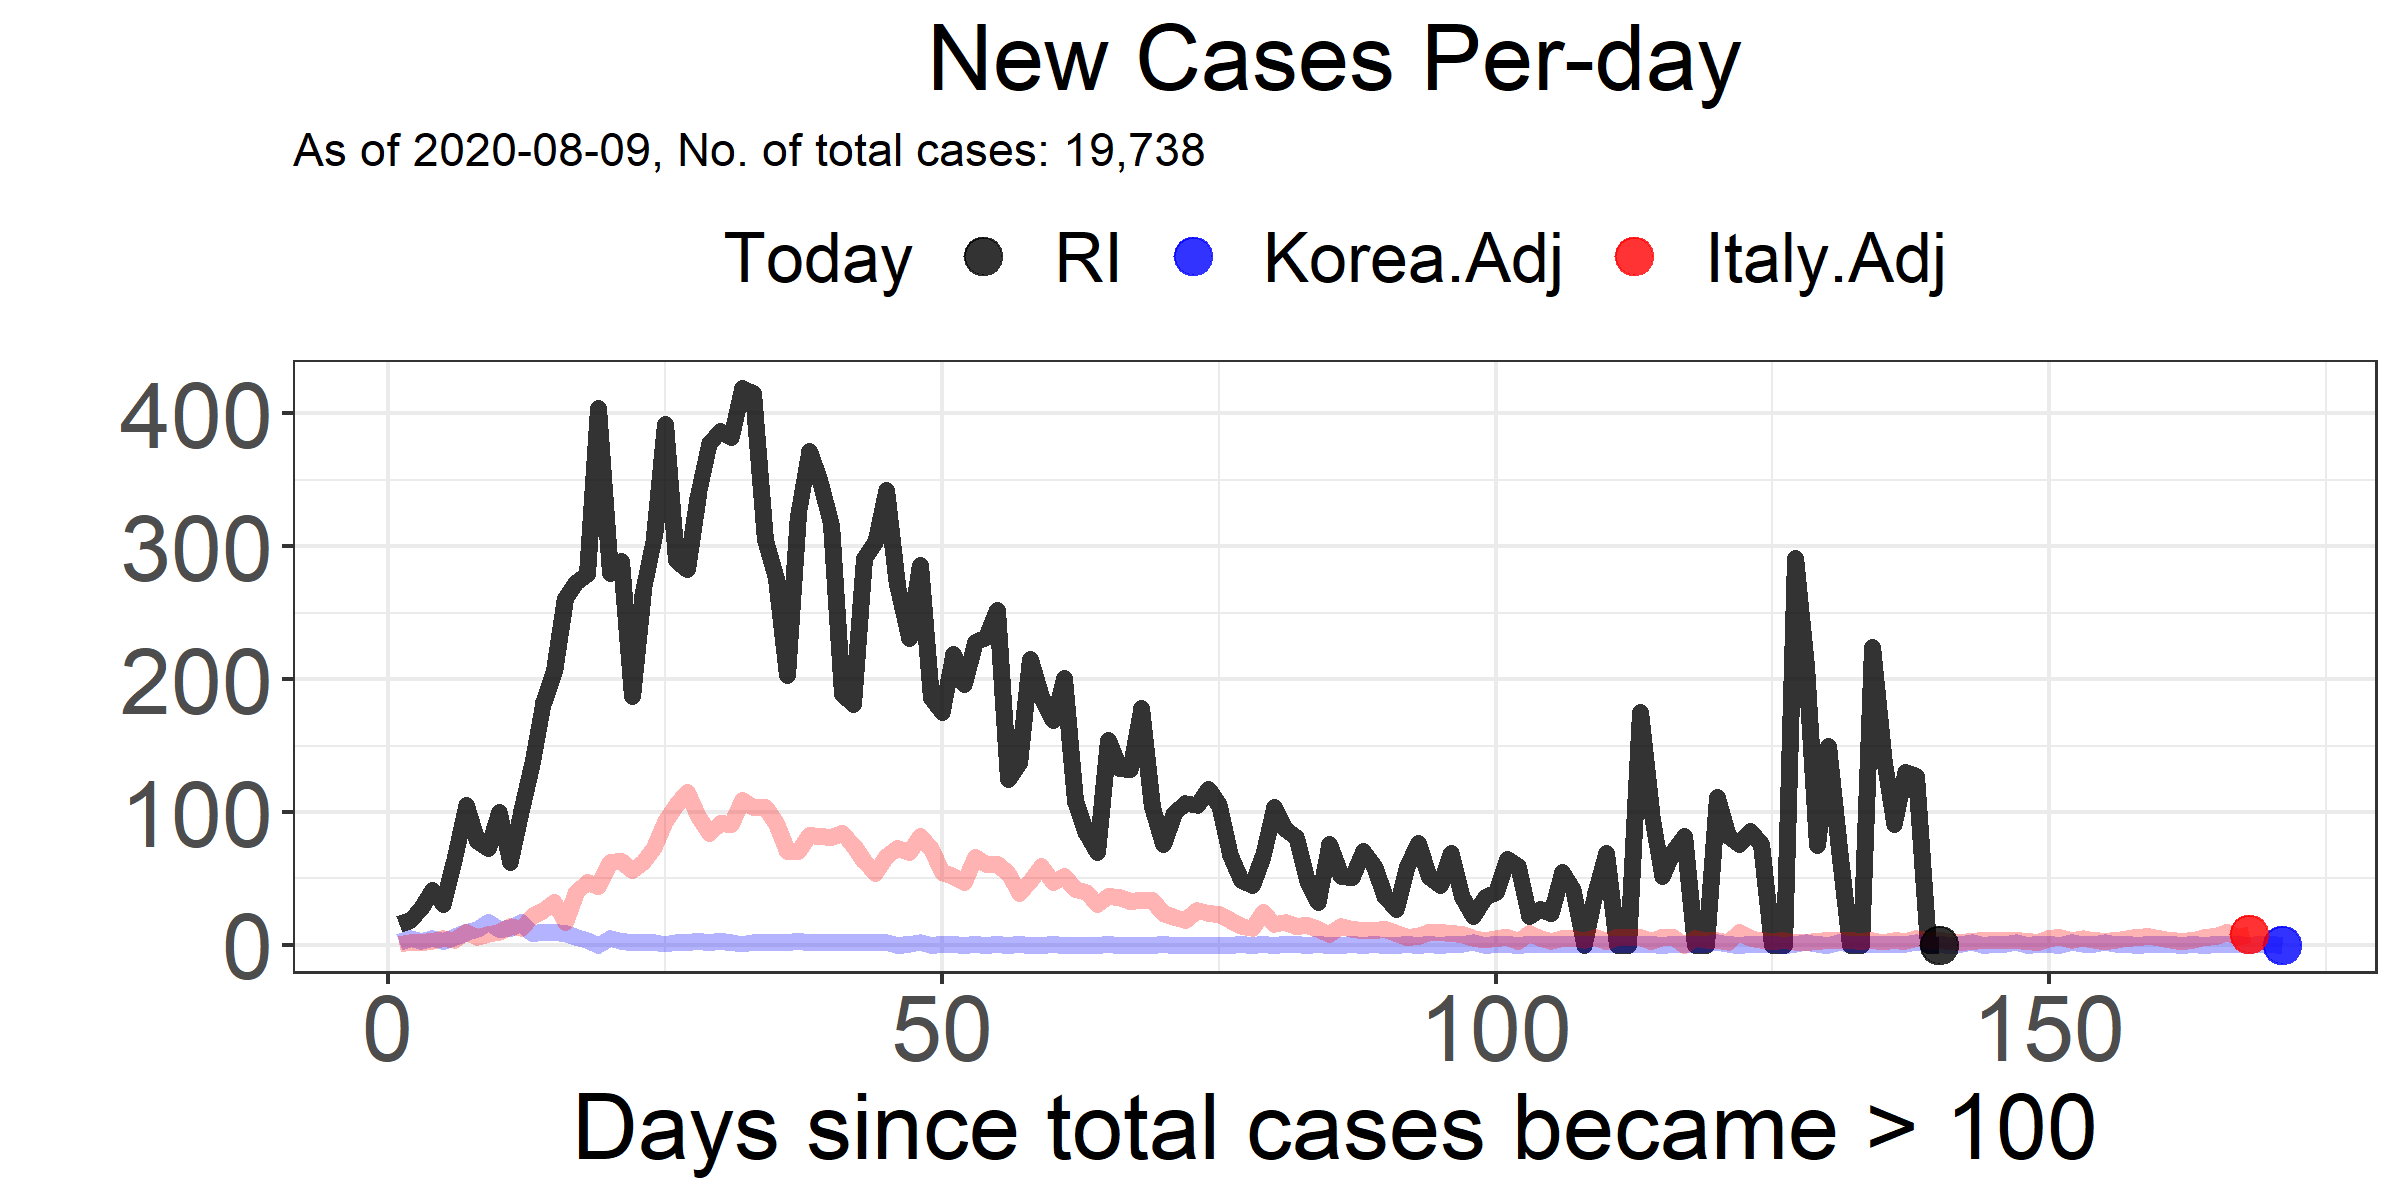 New Cases Per-day
As of 2020-08-09, No. of total cases: 19,738
Today RI Korea.Adj Italy.Adj
400
300
200
100
0
0 50 100 150
Days since total cases became > 100